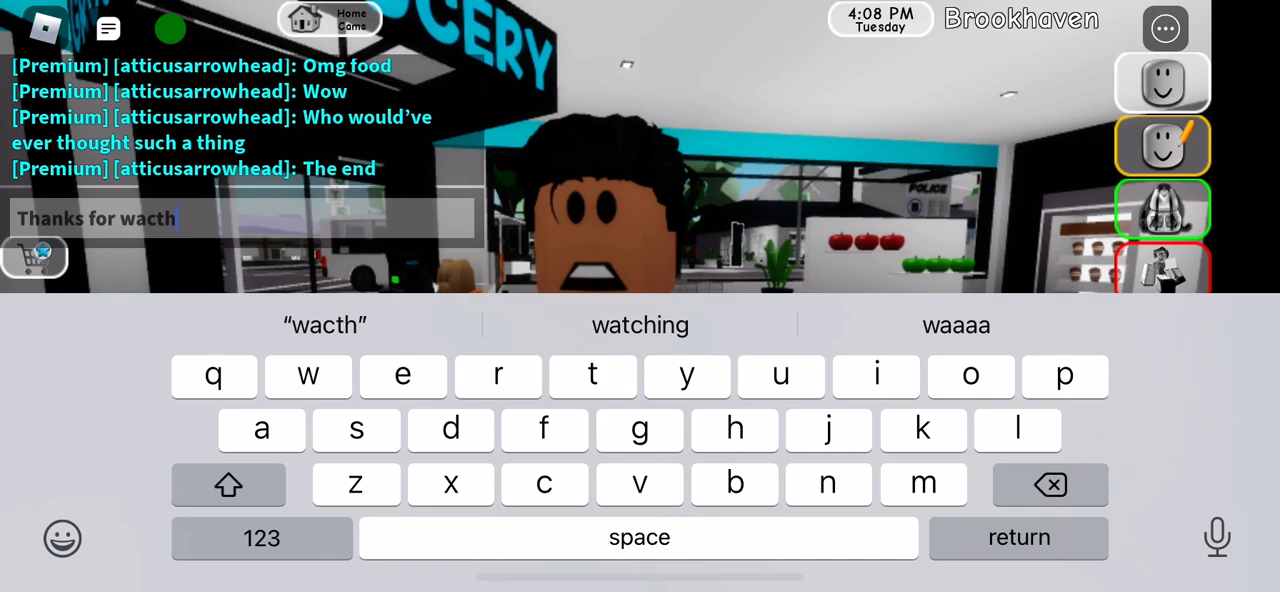 Home
Cams
4:08 PM
Tuesday
Brookhaven
CERY
[Premium] [atticusarrowhead]: Omg food
[Premium] [atticusarrowhead]: Wow
[Premium] [atticusarrowhead]: Who would’ve
ever thought such a thing
[Premium] [atticusarrowhead]: The end
Thanks for wacth
POLICE
“wacth”
watching
waaaa
q w e r t y u i o p
a s d f g h j k l
z x c v b n m
123
space
return